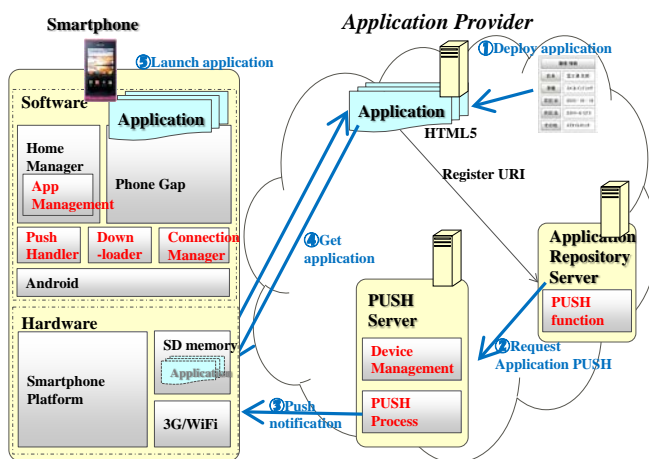 Smartphone
Application Provider
⑤Launch application
①Deploy application
Software
Application
Home
Manager
App
Management
Phone Gap
Push
Handler
Down
-loader
Connection
Manager
Android
Application
HTML5
Register URI
④Get
application
Application
Repository
Server
PUSH
function
PUSH
Server
Device
Management
PUSH
Process
②Request
Application PUSH
③Push
notification
Hardware
Smartphone
Platform
SD memory
Application
3G/WiFi